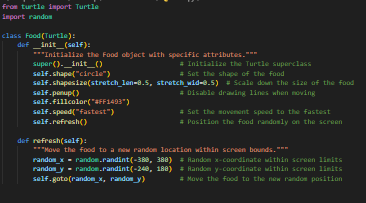 from turtle import Turtle
import random
class Food(Turtle):
def __init__(self):
"""Initialize the Food object with specific attributes."""
super().__init__() # Initialize the Turtle superclass
self.shape("circle") # Set the shape of the food
self.shapesize(stretch_len=0.5, stretch_wid=0.5) # Scale down the size of the food
self.penup() # Disable drawing lines when moving
self.fillcolor("#FF1493")
self.speed("fastest") # Set the movement speed to the fastest
self.refresh() # Position the food randomly on the screen
def refresh(self):
"""Move the food to a new random location within screen bounds."""
random_x = random.randint(-380, 380) # Random x-coordinate within screen limits
random_y = random.randint(-240, 180) # Random y-coordinate within screen limits
self.goto(random_x, random_y) # Move the food to the new random position